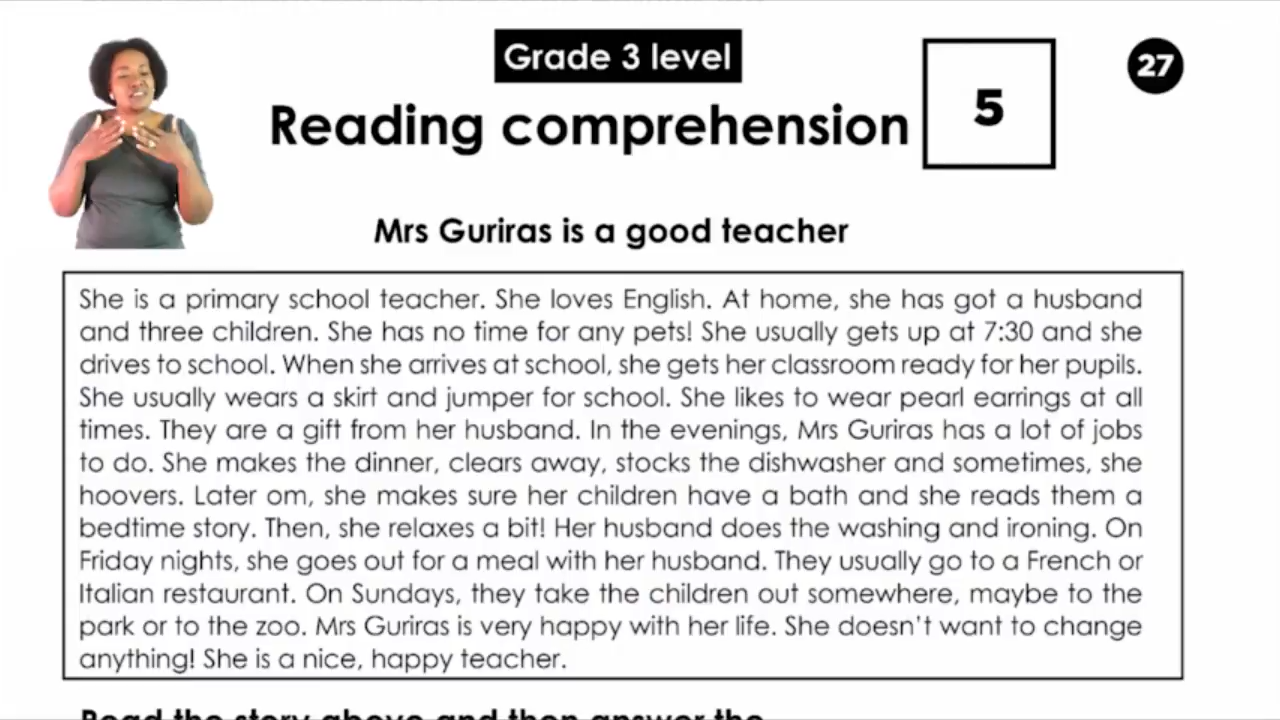 Grade 3 level
27
Reading comprehension
5
Mrs Guriras is a good teacher
She is a primary school teacher. She loves English. At home, she has got a husband
and three children. She has no time for any pets! She usually gets up at 7:30 and she
drives to school. When she arrives at school, she gets her classroom ready for her pupils.
She usually wears a skirt and jumper for school. She likes to wear pearl earrings at all
times. They are a gift from her husband. In the evenings, Mrs Guriras has a lot of jobs
to do. She makes the dinner, clears away, stocks the dishwasher and sometimes, she
hoovers. Later om, she makes sure her children have a bath and she reads them a
bedtime story. Then, she relaxes a bit! Her husband does the washing and ironing. On
Friday nights, she goes out for a meal with her husband. They usually go to a French or
Italian restaurant. On Sundays, they take the children out somewhere, maybe to the
park or to the zoo. Mrs Guriras is very happy with her life. She doesn't want to change
anything! She is a nice, happy teacher.
Read the story above and then answer the